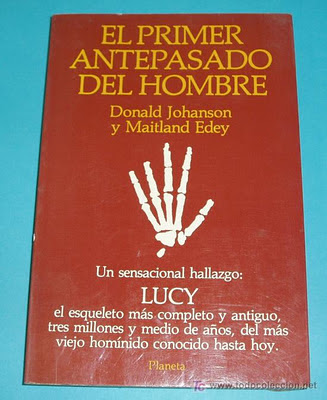 EL PRIMER
ANTEPASADO
DEL HOMBRE
Donald Johanson
y Maitland Edey
Un sensacional hallazgo:
LUCY
el esqueleto más completo y antiguo,
tres millones y medio de años, del más
viejo homínido conocido hasta hoy.
Planeta
www.todocoleccion.net